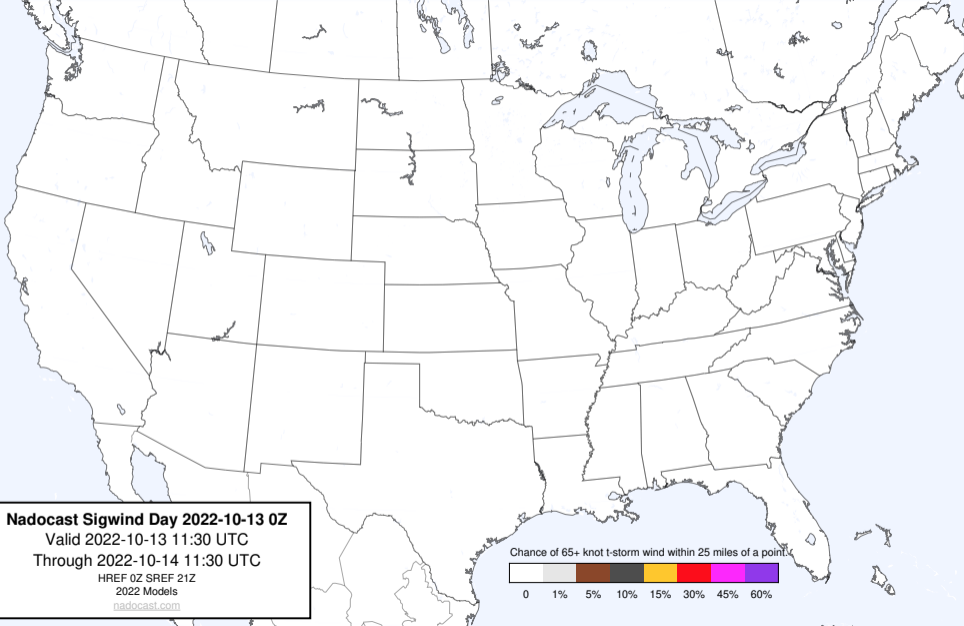 Nadocast Sigwind Day 2022-10-13 0Z
Valid 2022-10-13 11:30 UTC
Through 2022-10-14 11:30 UTC
HREF 0Z SREF 21Z
2022 Models
nadocast.com
Chance of 65+ knot t-storm wind within 25 miles of a point.
0 1% 5% 10% 15% 30% 45% 60%